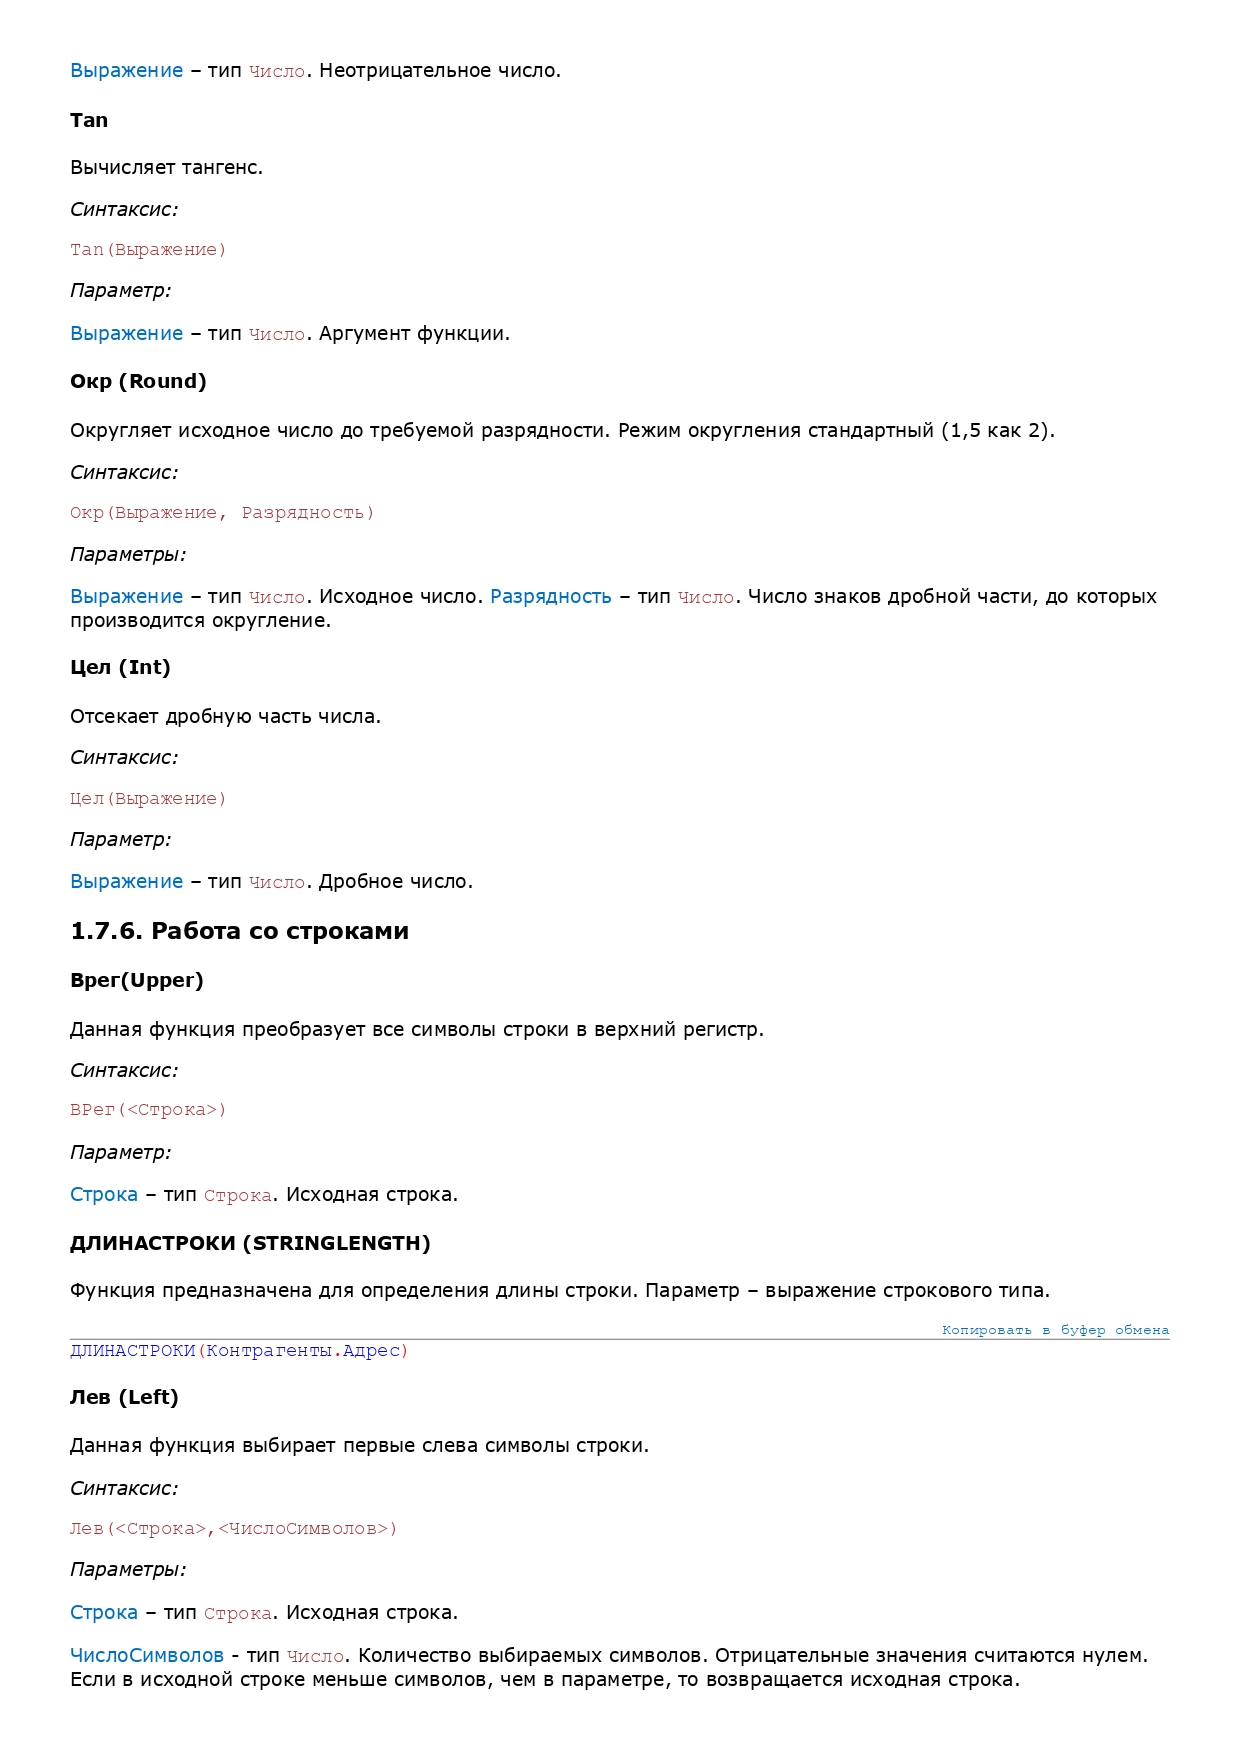 Выражение – тип Число. Неотрицательное число.
Tan
Вычисляет тангенс.
Синтаксис:
Tan(Выражение)
Параметр:
Выражение – тип Число. Аргумент функции.
Окр (Round)
Округляет исходное число до требуемой разрядности. Режим округления стандартный (1,5 как 2).
Синтаксис:
Окр(Выражение, Разрядность)
Параметры:
Выражение – тип Число. Исходное число. Разрядность – тип Число. Число знаков дробной части, до которых
производится округление.
Цел (Int)
Отсекает дробную часть числа.
Синтаксис:
Цел(Выражение)
Параметр:
Выражение – тип Число. Дробное число.
1.7.6. Работа со строками
Врег(Upper)
Данная функция преобразует все символы строки в верхний регистр.
Синтаксис:
ВРег(<Строка>)
Параметр:
Строка – тип Строка. Исходная строка.
ДЛИНАСТРОКИ (STRINGLENGTH)
Функция предназначена для определения длины строки. Параметр – выражение строкового типа.
Копировать в буфер обмена
ДЛИНАСТРОКИ(Контрагенты.Адрес)
Лев (Left)
Данная функция выбирает первые слева символы строки.
Синтаксис:
Лев(<Строка>,<ЧислоСимволов>)
Параметры:
Строка – тип Строка. Исходная строка.
ЧислоСимволов - тип Число. Количество выбираемых символов. Отрицательные значения считаются нулем.
Если в исходной строке меньше символов, чем в параметре, то возвращается исходная строка.